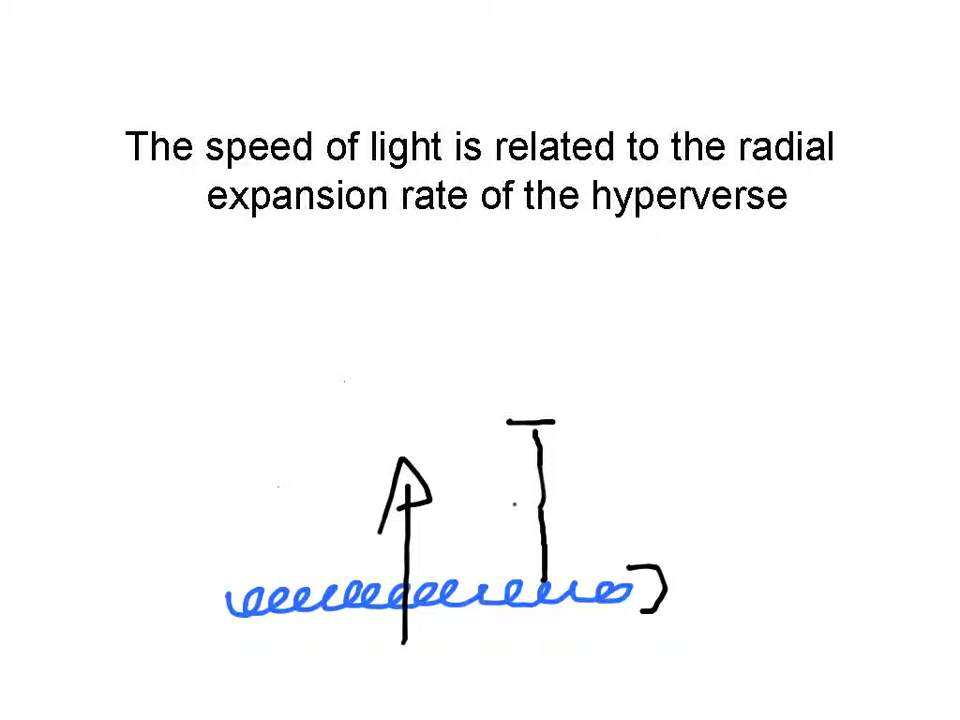 The speed of light is related to the radial
expansion rate of the hyperverse